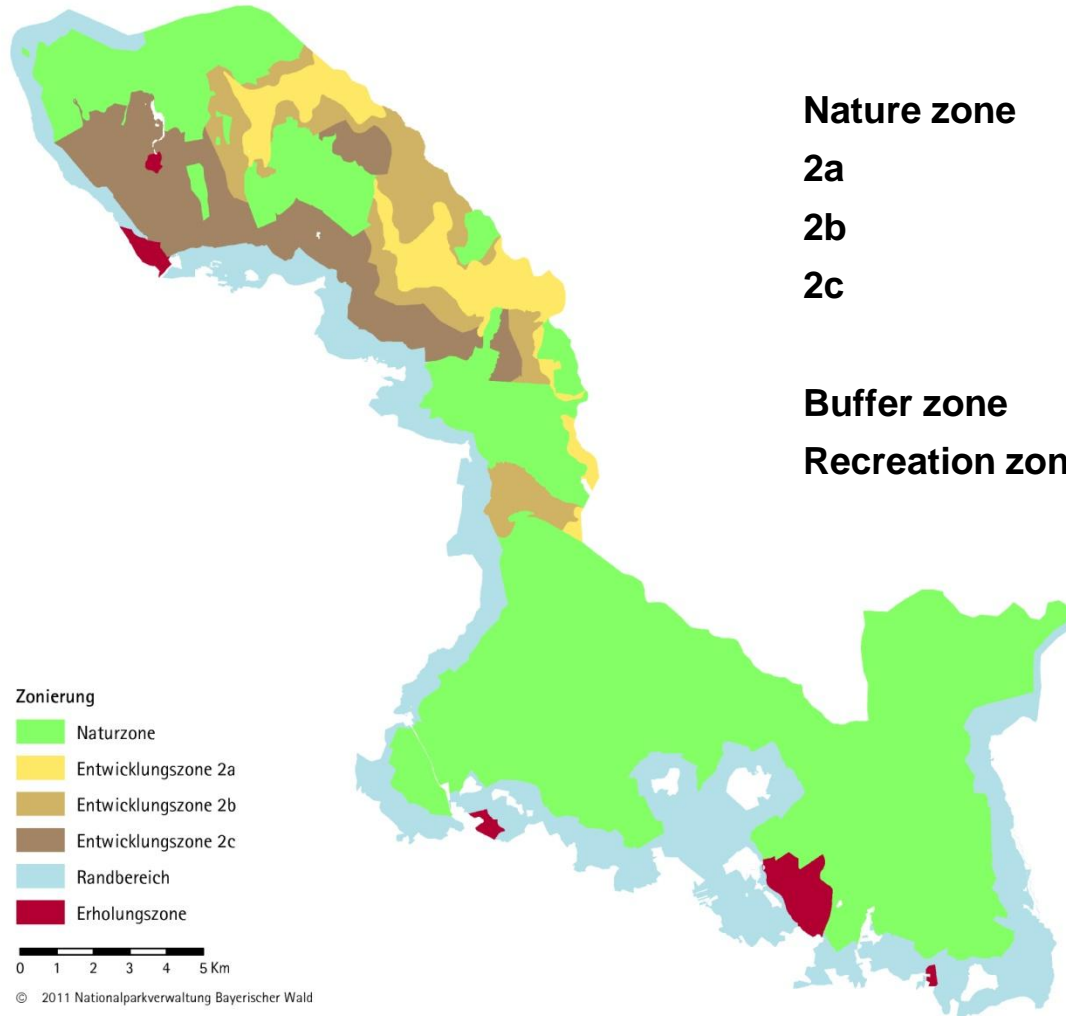 Nature zone
2a
2b
2c
Buffer zone
Recreation zon
Zonierung
Naturzone
Entwicklungszone 2a
Entwicklungszone 2b
Entwicklungszone 2c
Randbereich
Erholungszone
0 1 2 3 4 5 Km
© 2011 Nationalparkverwaltung Bayerischer Wald